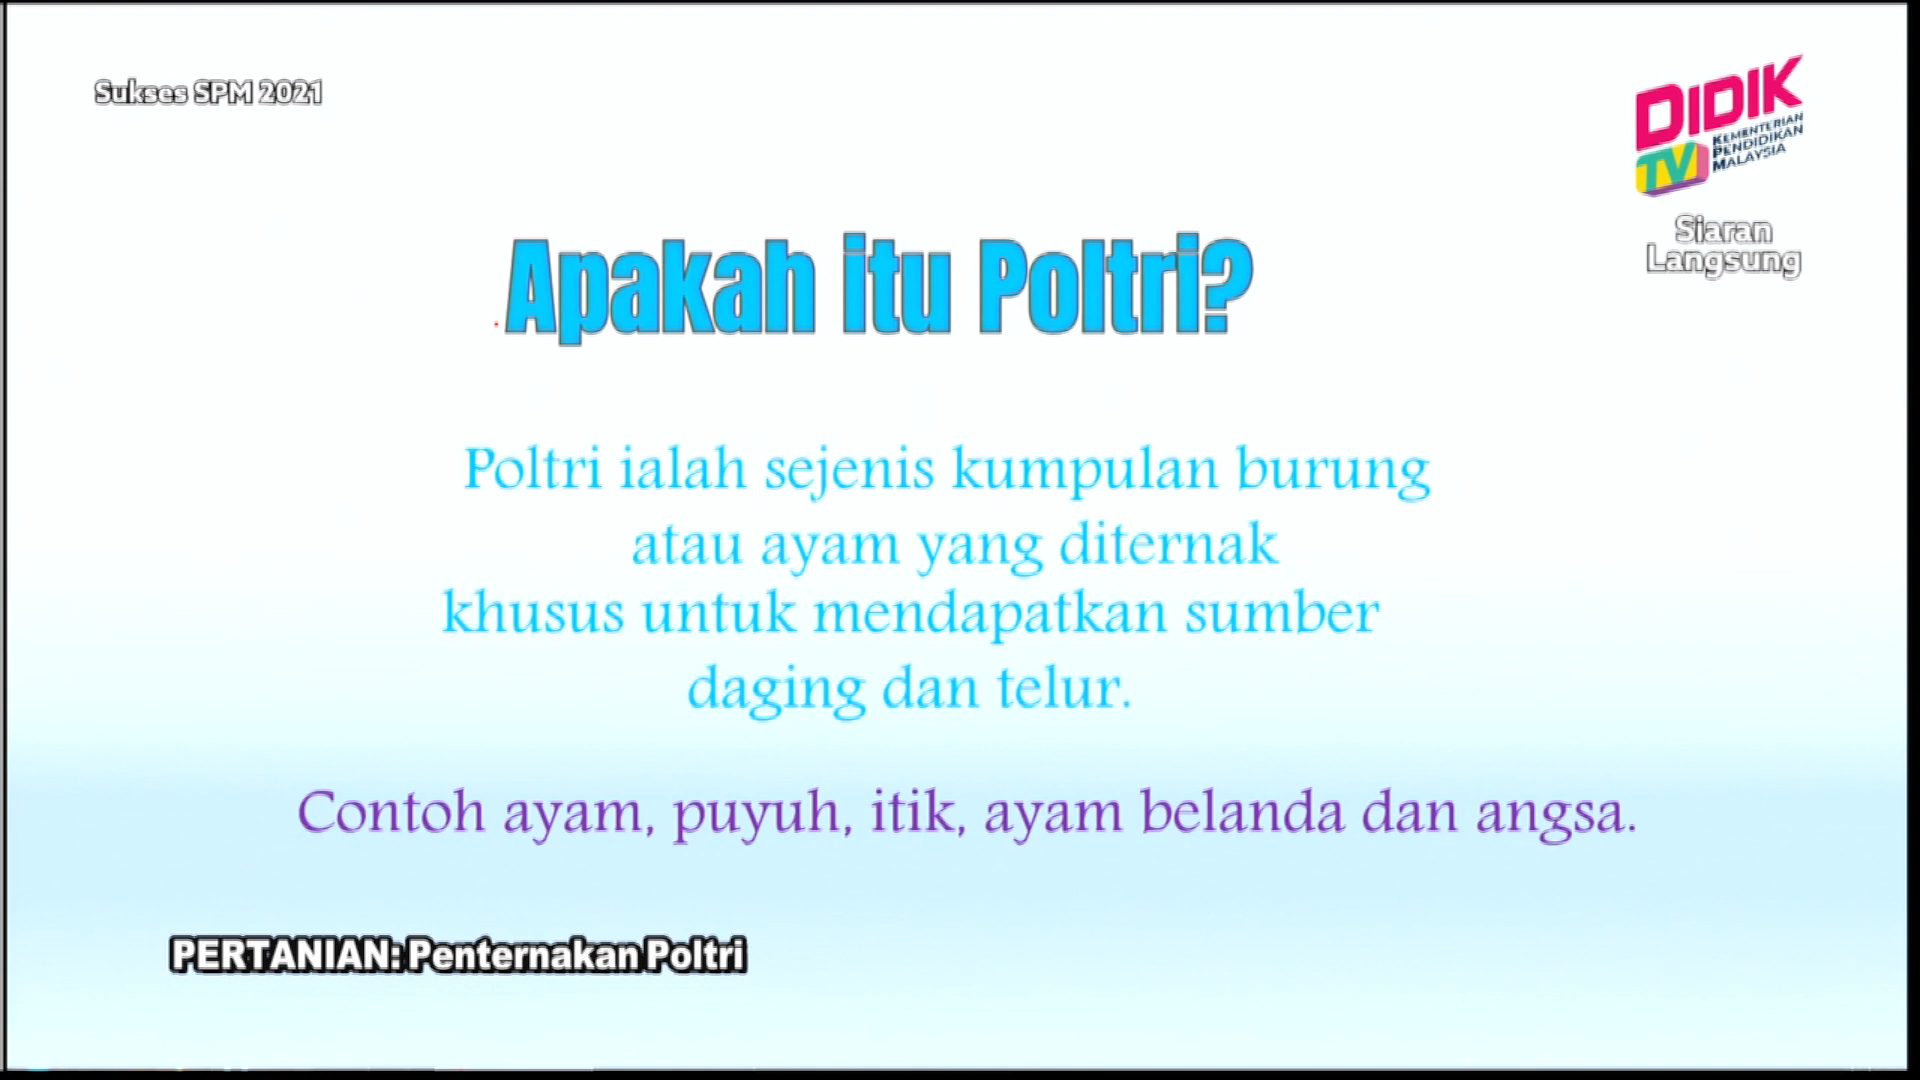 Sukses SPM 2021
DIDIK
TV
KEMENTERIAN
PENDIDIKAN
MALAYSIA
Siaran
Langsung
Apakah itu Poltri?
Poltri ialah sejenis kumpulan burung
atau ayam yang diternak
khusus untuk mendapatkan sumber
daging dan telur.
Contoh ayam, puyuh, itik, ayam belanda dan angsa.
PERTANIAN: Penternakan Poltri